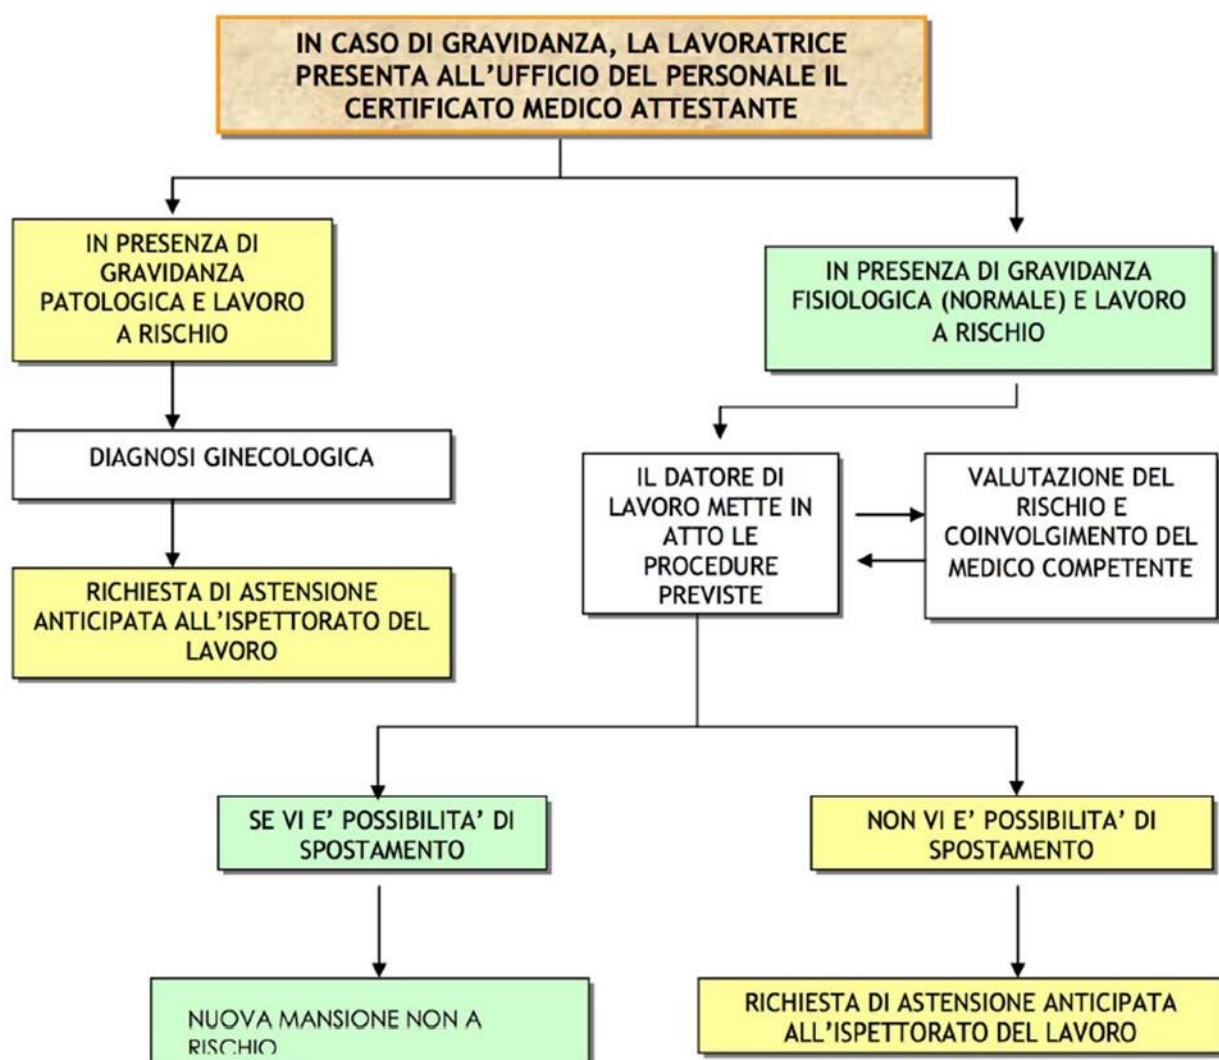 IN CASO DI GRAVIDANZA, LA LAVORATRICE
PRESENTA ALL'UFFICIO DEL PERSONALE IL
CERTIFICATO MEDICO ATTESTANTE
IN PRESENZA DI
GRAVIDANZA
PATOLOGICA E LAVORO
A RISCHIO
IN PRESENZA DI GRAVIDANZA
FISIOLOGICA (NORMALE) E LAVORO
A RISCHIO
DIAGNOSI GINECOLOGICA
IL DATORE DI
LAVORO METTE IN
ATTO LE
PROCEDURE
PREVISTE
VALUTAZIONE DEL
RISCHIO E
COINVOLGIMENTO DEL
MEDICO COMPETENTE
RICHIESTA DI ASTENSIONE
ANTICIPATA ALL'ISPETTORATO DEL
LAVORO
SE VI E' POSSIBILITA' DI
SPOSTAMENTO
NON VI E' POSSIBILITA' DI
SPOSTAMENTO
NUOVA MANSIONE NON A
RISCHIO
RICHIESTA DI ASTENSIONE ANTICIPATA
ALL'ISPETTORATO DEL LAVORO